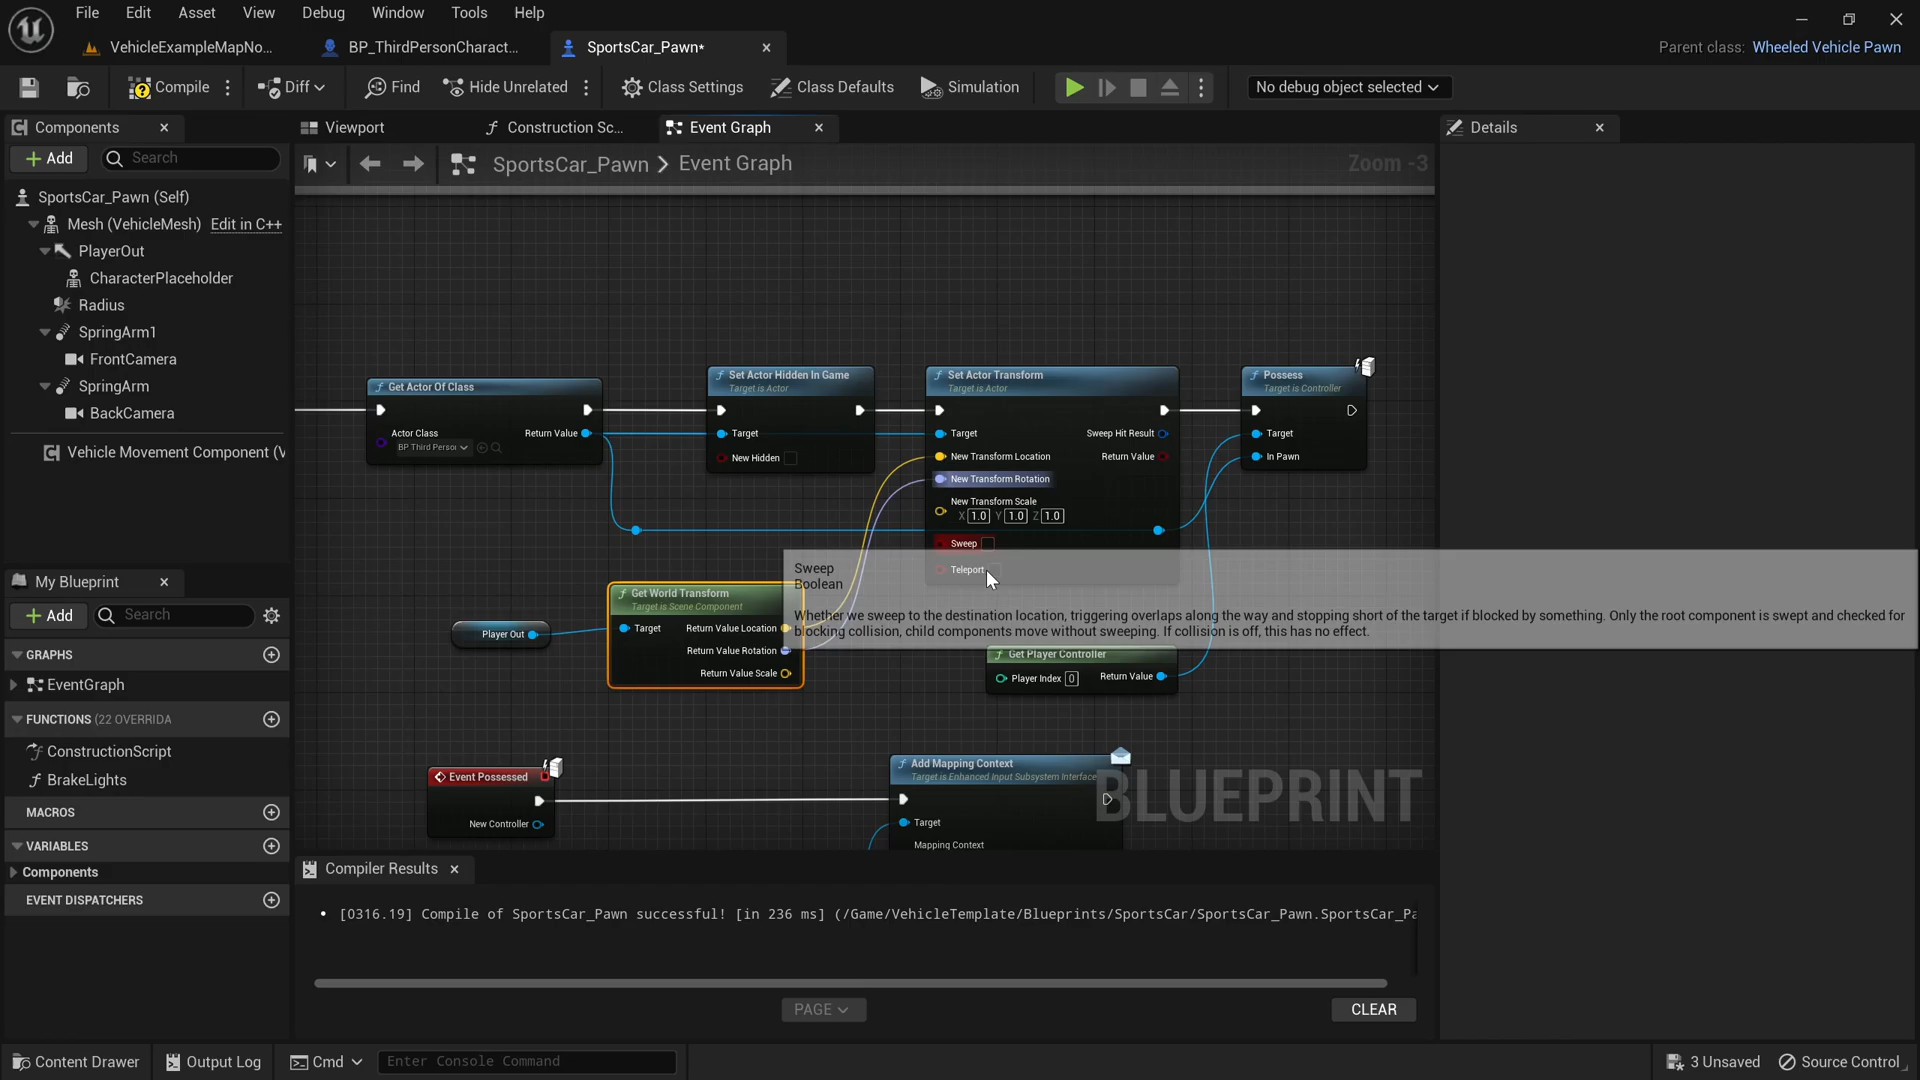 File Edit Asset View Debug Window Tools Help
VehicleExampleMapNo... BP_ThirdPersonCharact... SportsCar_Pawn*
Parent class: Wheeled Vehicle Pawn
Compile Diff Find Hide Unrelated Class Settings Class Defaults Simulation No debug object selected
Components
Add Search
SportsCar_Pawn (Self)
Mesh (VehicleMesh) Edit in C++
PlayerOut
CharacterPlaceholder
Radius
SpringArm1
FrontCamera
SpringArm
BackCamera
Vehicle Movement Component (V
My Blueprint
Add Search
GRAPHS
EventGraph
FUNCTIONS (22 OVERRIDA
ConstructionScript
BrakeLights
MACROS
VARIABLES
Components
EVENT DISPATCHERS
Viewport Construction Sc... Event Graph
SportsCar_Pawn > Event Graph Zoom -3
Get Actor Of Class
Actor Class Return Value
BP Third Persor
Set Actor Hidden In Game
Target is Actor
Target
New Hidden
Set Actor Transform
Target is Actor
Target Sweep Hit Result
New Transform Location Return Value
New Transform Rotation
New Transform Scale
X 1.0 Y 1.0 Z 1.0
Sweep
Teleport
Possess
Target is Controller
Target
In Pawn
Sweep
Boolean
Whether we sweep to the destination location, triggering overlaps along the way and stopping short of the target if blocked by something. Only the root component is swept and checked for
blocking collision, child components move without sweeping. If collision is off, this has no effect.
Player Out
Get World Transform
Target is Scene Component
Target Return Value Location
Return Value Rotation
Return Value Scale
Get Player Controller
Player Index 0 Return Value
Event Possessed
New Controller
Add Mapping Context
Target is Enhanced Input Subsystem Interface
Target
Mapping Context
BLUEPRINT
Compiler Results
• [0316.19] Compile of SportsCar_Pawn successful! [in 236 ms] (/Game/VehicleTemplate/Blueprints/SportsCar/SportsCar_Pawn.SportsCar_Pa
PAGE CLEAR
Details
Content Drawer Output Log Cmd Enter Console Command 3 Unsaved Source Control